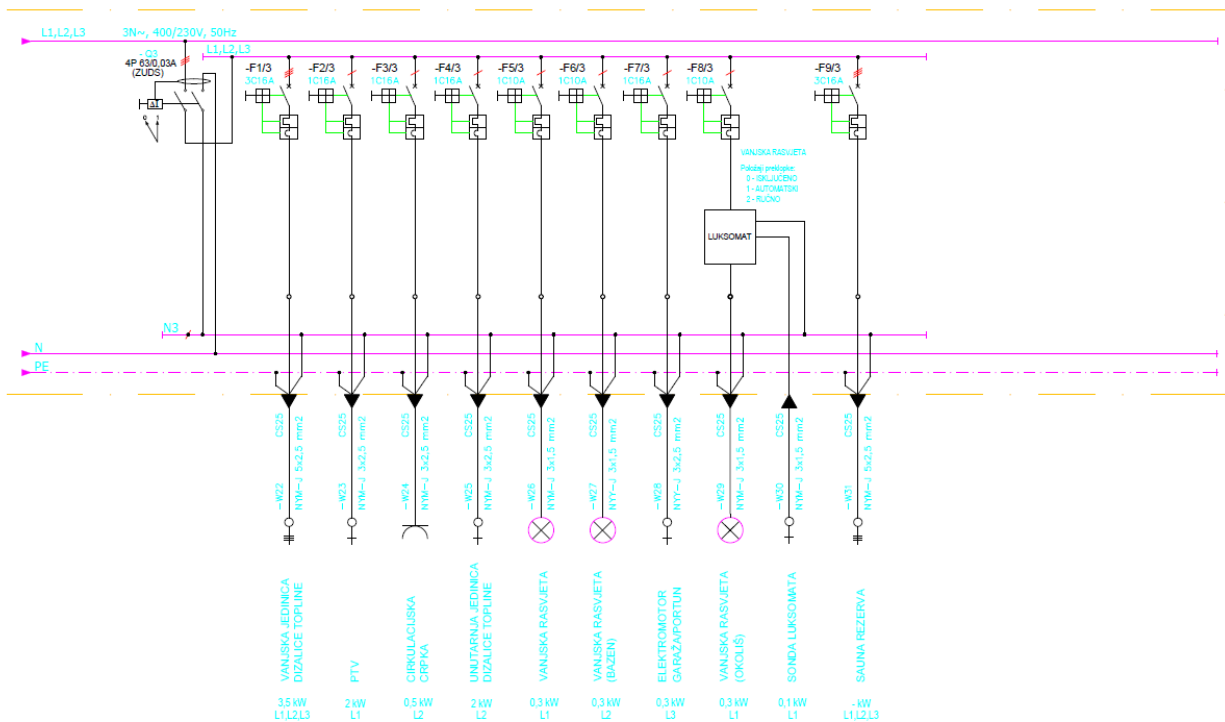 L1,L2,L3
3N~, 400/230V, 50Hz
L1,L2,L3
- Q3
4P 63/0,03A
(ZUDS)
ΔI
0 1
-F1/3
3C16A
-F2/3
1C16A
-F3/3
1C16A
-F4/3
1C16A
-F5/3
1C10A
-F6/3
1C10A
-F7/3
1C16A
-F8/3
1C10A
-F9/3
3C16A
VANJSKA RASVJETA
Položaji preklopke:
0 - ISKLJUČENO
1 - AUTOMATSKI
2 - RUČNO
LUKSOMAT
N3
N
PE
-W22 CS25
NYM-J 5x2,5 mm2
-W23 CS25
NYM-J 3x2,5 mm2
-W24 CS25
NYM-J 3x2,5 mm2
-W25 CS25
NYM-J 3x2,5 mm2
-W26 CS25
NYM-J 3x1,5 mm2
-W27 CS25
NYY-J 3x1,5 mm2
-W28 CS25
NYY-J 3x2,5 mm2
-W29 CS25
NYM-J 3x1,5 mm2
-W30 CS25
NYM-J 3x1,5 mm2
-W31 CS25
NYM-J 5x2,5 mm2
VANJSKA JEDINICA
DIZALICE TOPLINE
PTV
CIRKULACIJSKA
CRPKA
UNUTARNJA JEDINICA
DIZALICE TOPLINE
VANJSKA RASVJETA
VANJSKA RASVJETA
(BAZEN)
ELEKTROMOTOR
GARAŽA/PORTUN
VANJSKA RASVJETA
(OKOLIŠ)
SONDA LUKSOMATA
SAUNA REZERVA
3,5 kW
L1,L2,L3
2 kW
L1
0,5 kW
L2
2 kW
L2
0,3 kW
L1
0,3 kW
L2
0,3 kW
L3
0,3 kW
L1
0,1 kW
L1
- kW
L1,L2,L3